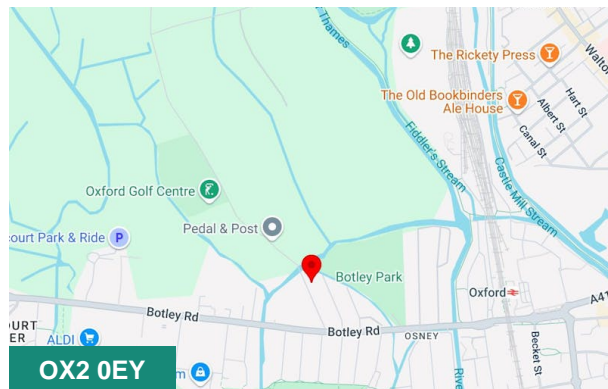 Thames
The Rickety Press
Walton
The Old Bookbinders
Ale House
Hart St
Albert St
Canal St
Fiddler's Stream
Castle Mill Stream
Oxford Golf Centre
Pedal & Post
court Park & Ride
P
Botley Park
Oxford
A41
Botley Rd
Botley Rd
OSNEY
Becket St
OURT
ER
ALDI
m
Rive
OX2 0EY